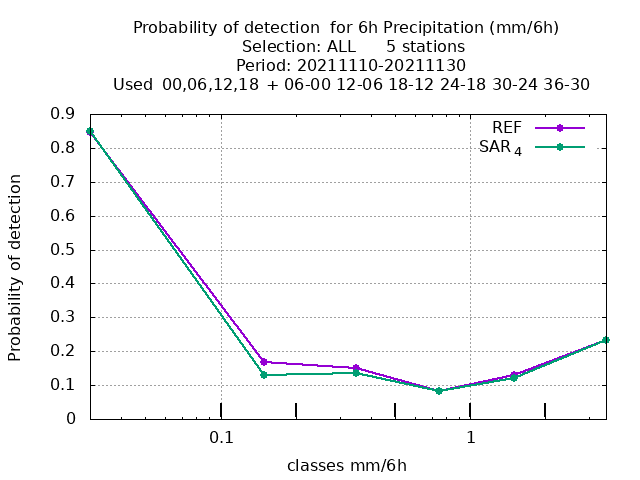 Probability of detection  for 6h Precipitation (mm/6h)
Selection: ALL      5 stations
Period: 20211110-20211130
Used  00,06,12,18  + 06-00 12-06 18-12 24-18 30-24 36-30
REF
SAR 4
Probability of detection
0.9
0.8
0.7
0.6
0.5
0.4
0.3
0.2
0.1
0
0.1
1
classes mm/6h